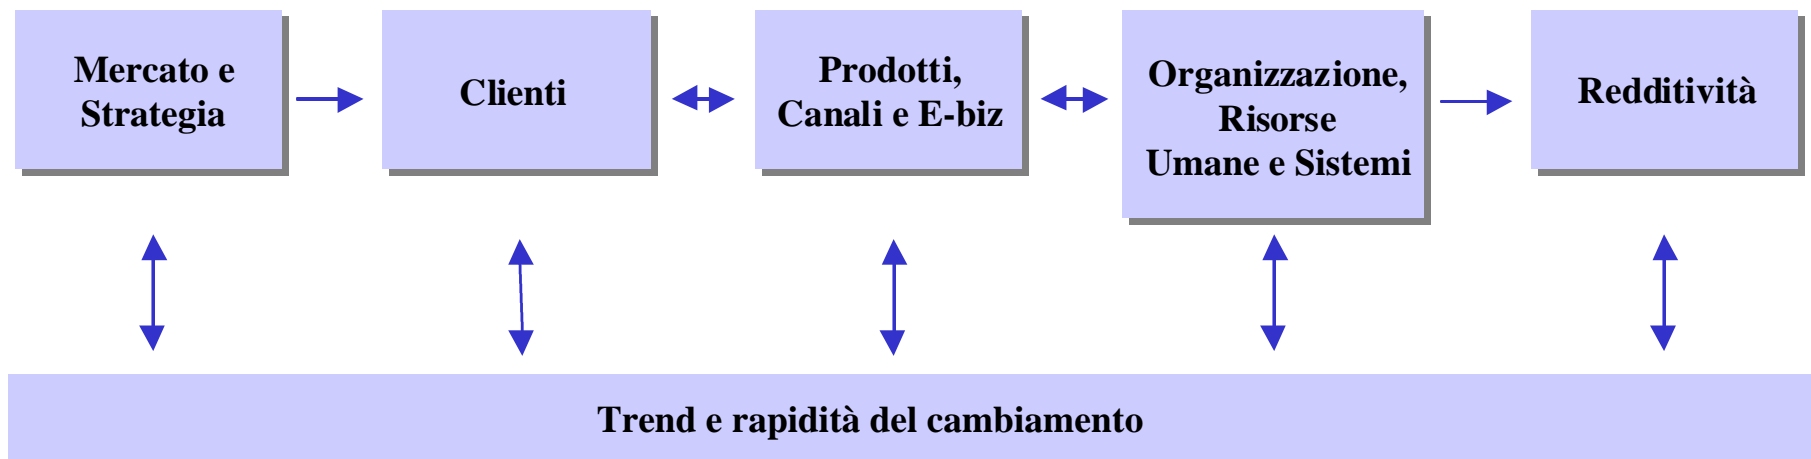 Mercato e
Strategia
Clienti
Prodotti,
Canali e E-biz
Organizzazione,
Risorse
Umane e Sistemi
Redditività
Trend e rapidità del cambiamento